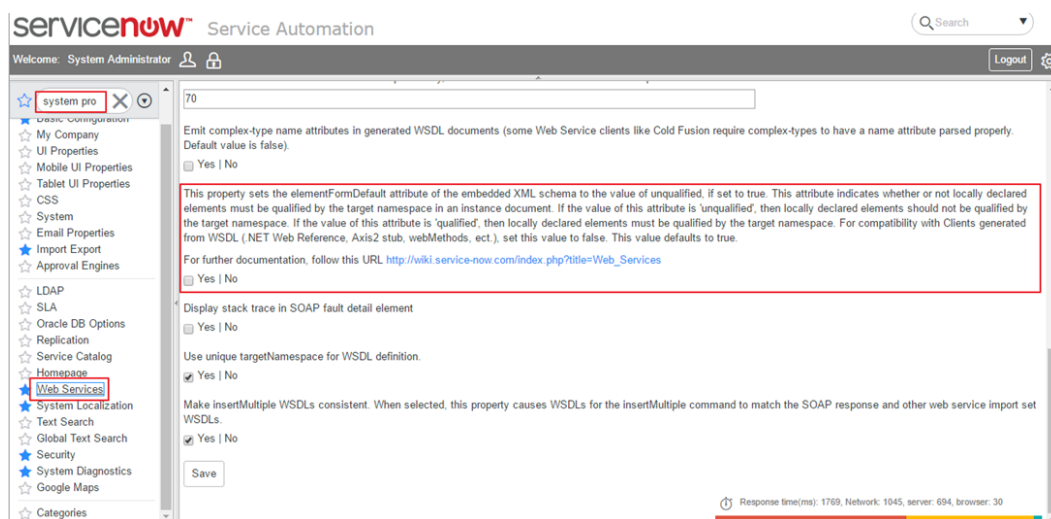 servicenow™ Service Automation
Search
Welcome: System Administrator
Logout
system pro
Basic Configuration
My Company
UI Properties
Mobile UI Properties
Tablet UI Properties
CSS
System
Email Properties
Import Export
Approval Engines
LDAP
SLA
Oracle DB Options
Replication
Service Catalog
Homepage
Web Services
System Localization
Text Search
Global Text Search
Security
System Diagnostics
Google Maps
Categories
70
Emit complex-type name attributes in generated WSDL documents (some Web Service clients like Cold Fusion require complex-types to have a name attribute parsed properly.
Default value is false).
Yes | No
This property sets the elementFormDefault attribute of the embedded XML schema to the value of unqualified, if set to true. This attribute indicates whether or not locally declared
elements must be qualified by the target namespace in an instance document. If the value of this attribute is 'unqualified', then locally declared elements should not be qualified by
the target namespace. If the value of this attribute is 'qualified', then locally declared elements must be qualified by the target namespace. For compatibility with Clients generated
from WSDL (.NET Web Reference, Axis2 stub, webMethods, ect.), set this value to false. This value defaults to true.
For further documentation, follow this URL http://wiki.service-now.com/index.php?title=Web_Services
Yes | No
Display stack trace in SOAP fault detail element
Yes | No
Use unique targetNamespace for WSDL definition.
Yes | No
Make insertMultiple WSDLs consistent. When selected, this property causes WSDLs for the insertMultiple command to match the SOAP response and other web service import set
WSDLs.
Yes | No
Save
Response time(ms): 1769, Network: 1045, server: 694, browser: 30